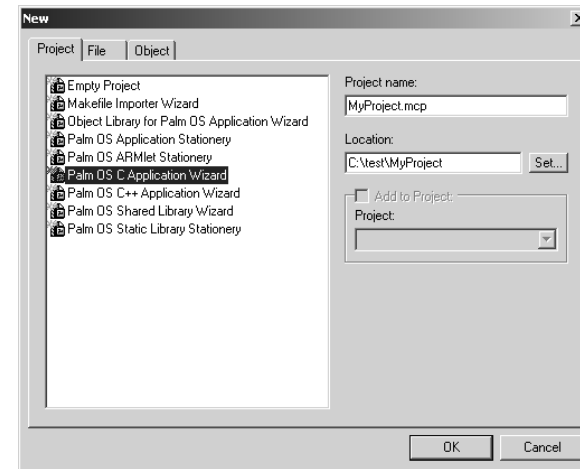 New
Project File Object
Empty Project
Makefile Importer Wizard
Object Library for Palm OS Application Wizard
Palm OS Application Stationery
Palm OS ARMlet Stationery
Palm OS C Application Wizard
Palm OS C++ Application Wizard
Palm OS Shared Library Wizard
Palm OS Static Library Stationery
Project name:
MyProject.mcp
Location:
C:\test\MyProject Set...
Add to Project:
Project:
OK Cancel